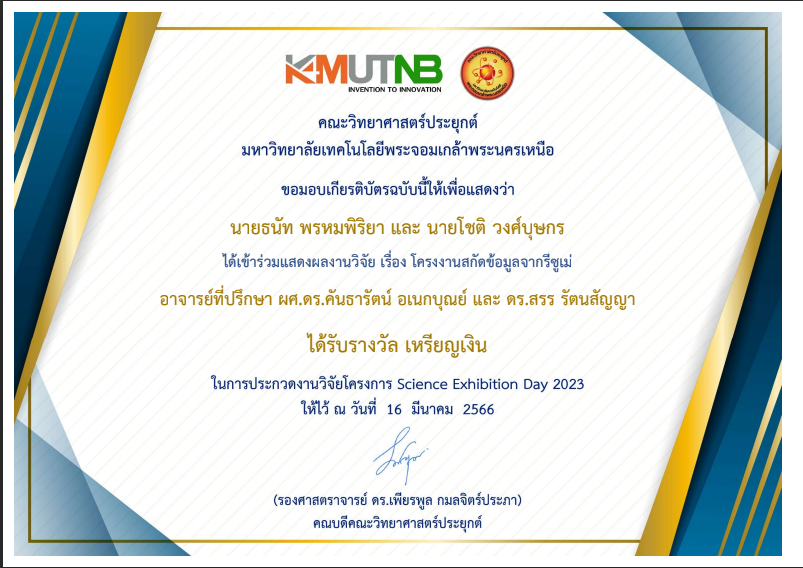 KMUTNB
INVENTION TO INNOVATION
คณะวิทยาศาสตร์ประยุกต์
มหาวิทยาลัยเทคโนโลยีพระจอมเกล้าพระนครเหนือ
ขอมอบเกียรติบัตรฉบับนี้ให้เพื่อแสดงว่า
นายธนัท พรหมพิริยา และ นายโชติ วงศ์บุษกร
ได้เข้าร่วมแสดงผลงานวิจัย เรื่อง โครงงานสกัดข้อมูลจากรีซูเม่
อาจารย์ที่ปรึกษา ผศ.ดร.คันธารัตน์ อเนกบุณย์ และ ดร.สรร รัตนสัญญา
ได้รับรางวัล เหรียญเงิน
ในการประกวดงานวิจัยโครงการ Science Exhibition Day 2023
ให้ไว้ ณ วันที่ 16 มีนาคม 2566
(รองศาสตราจารย์ ดร.เพียรพูล กมลจิตร์ประภา)
คณบดีคณะวิทยาศาสตร์ประยุกต์